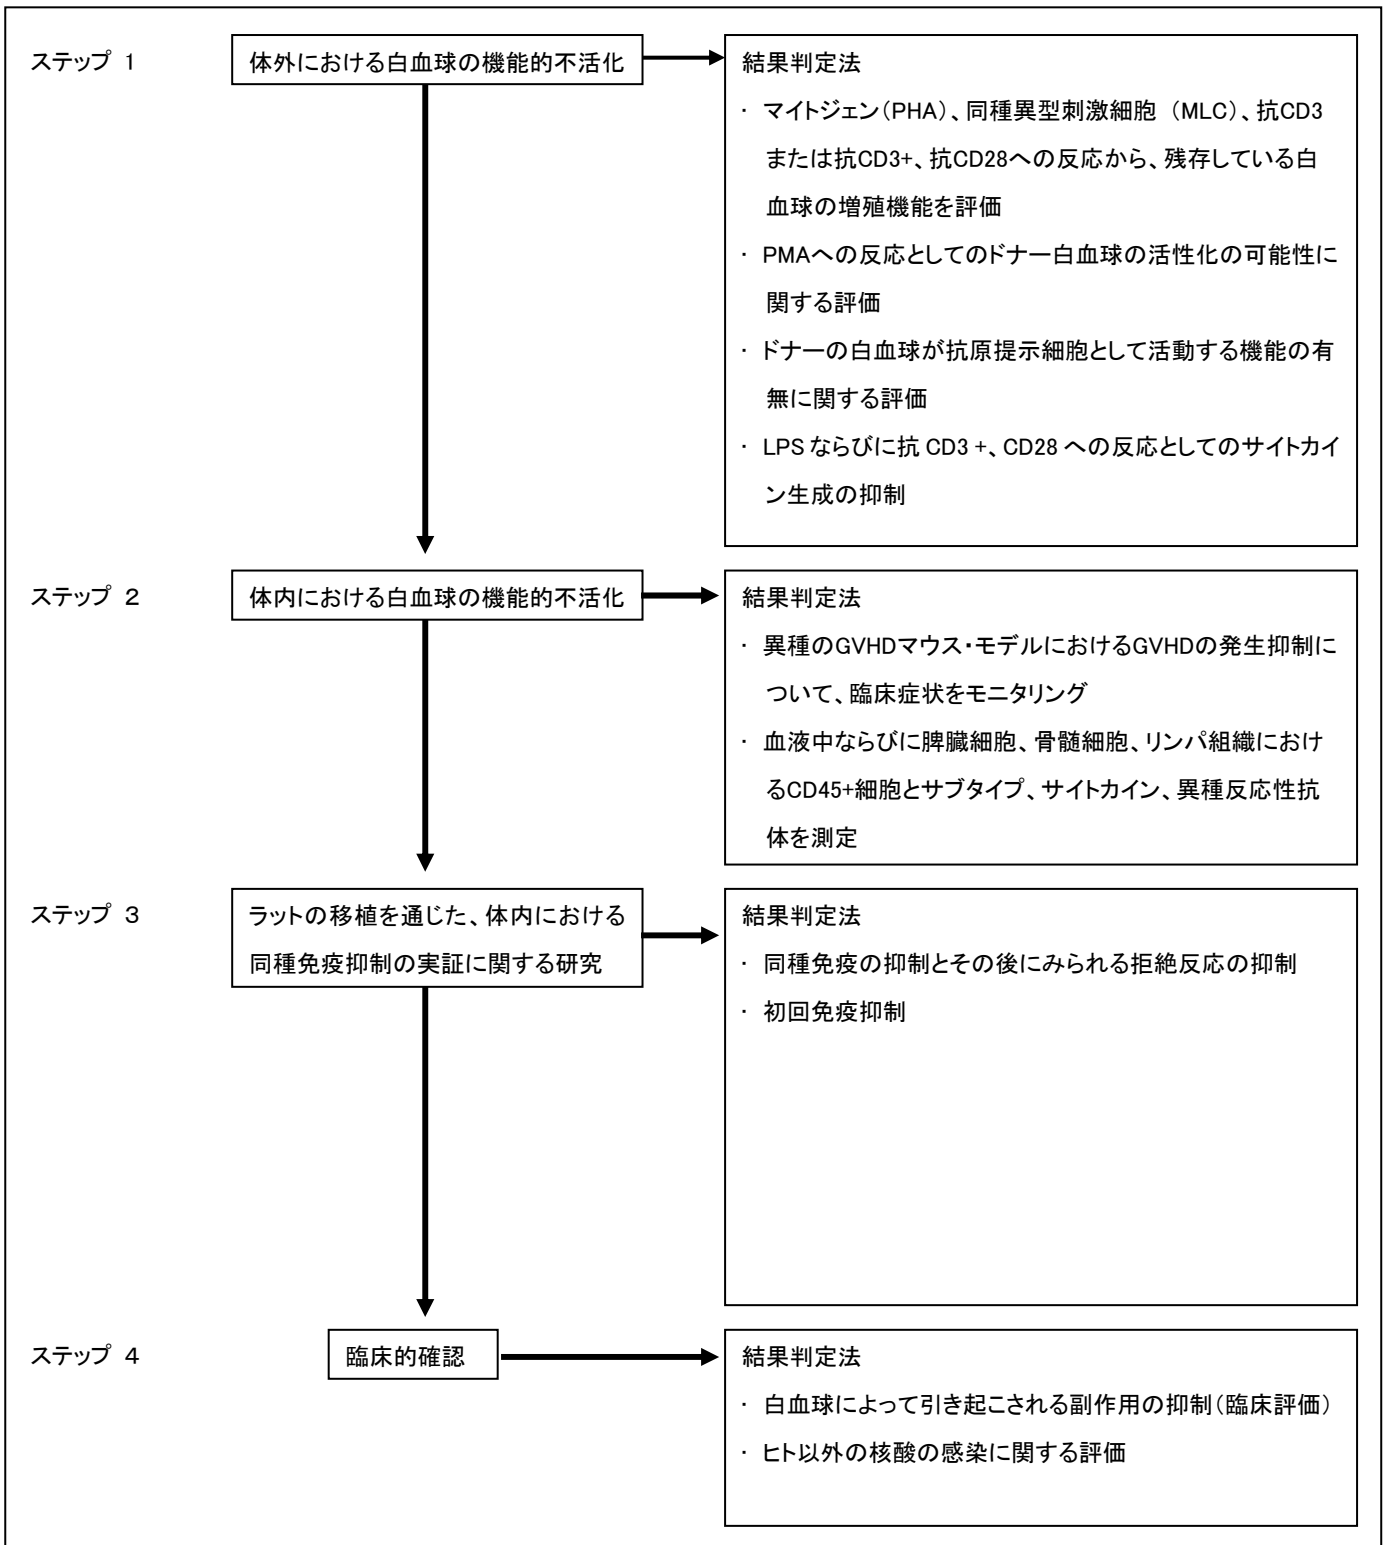 ステップ 1
体外における白血球の機能的不活化
結果判定法
・ マイトジェン（PHA）、同種異型刺激細胞 （MLC）、抗CD3
または抗CD3+、抗CD28への反応から、残存している白
血球の増殖機能を評価
・ PMAへの反応としてのドナー白血球の活性化の可能性に
関する評価
・ ドナーの白血球が抗原提示細胞として活動する機能の有
無に関する評価
・ LPS ならびに抗 CD3 +、CD28 への反応としてのサイトカイ
ン生成の抑制
ステップ 2
体内における白血球の機能的不活化
結果判定法
・ 異種のGVHDマウス・モデルにおけるGVHDの発生抑制に
ついて、臨床症状をモニタリング
・ 血液中ならびに脾臓細胞、骨髄細胞、リンパ組織におけ
るCD45+細胞とサブタイプ、サイトカイン、異種反応性抗
体を測定
ステップ 3
ラットの移植を通じた、体内における
同種免疫抑制の実証に関する研究
結果判定法
・ 同種免疫の抑制とその後にみられる拒絶反応の抑制
・ 初回免疫抑制
ステップ 4
臨床的確認
結果判定法
・ 白血球によって引き起こされる副作用の抑制（臨床評価）
・ ヒト以外の核酸の感染に関する評価